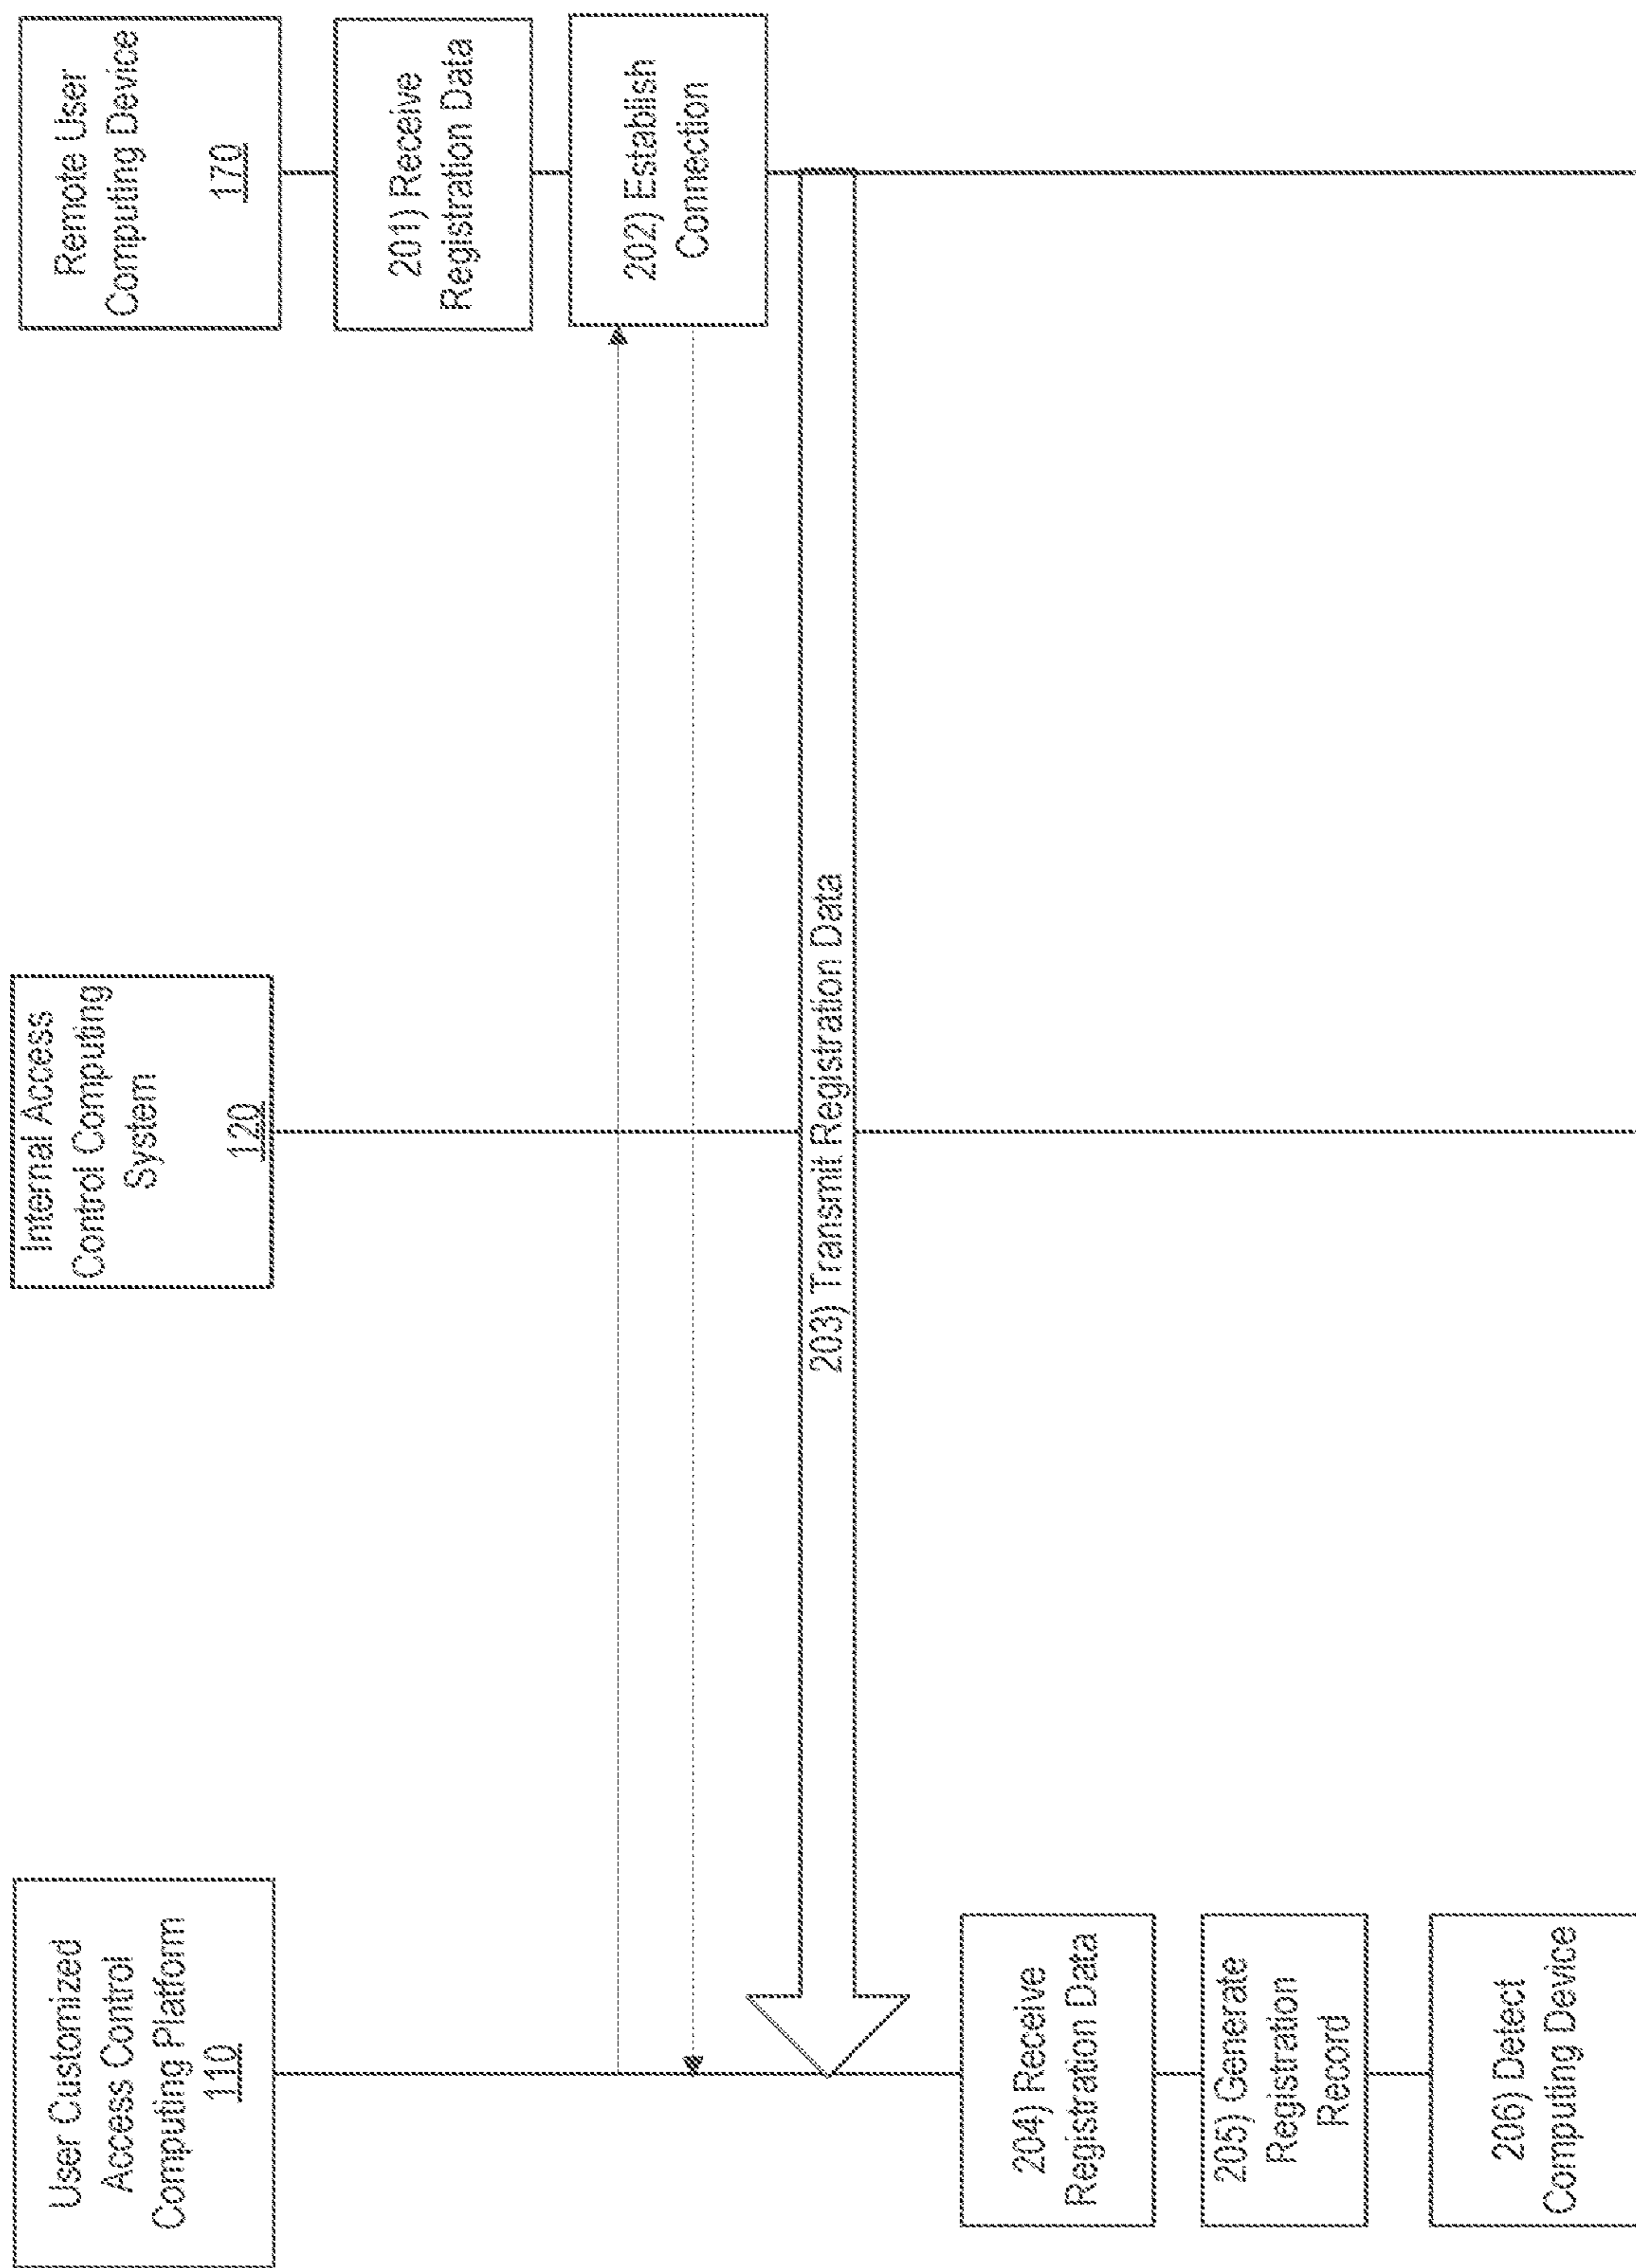 User Customized
Access Control
Computing Platform
110
Internal Access
Control Computing
System
120
Remote User
Computing Device
170
201) Receive
Registration Data
202) Establish
Connection
203) Transmit Registration Data
204) Receive
Registration Data
205) Generate
Registration
Record
206) Detect
Computing Device